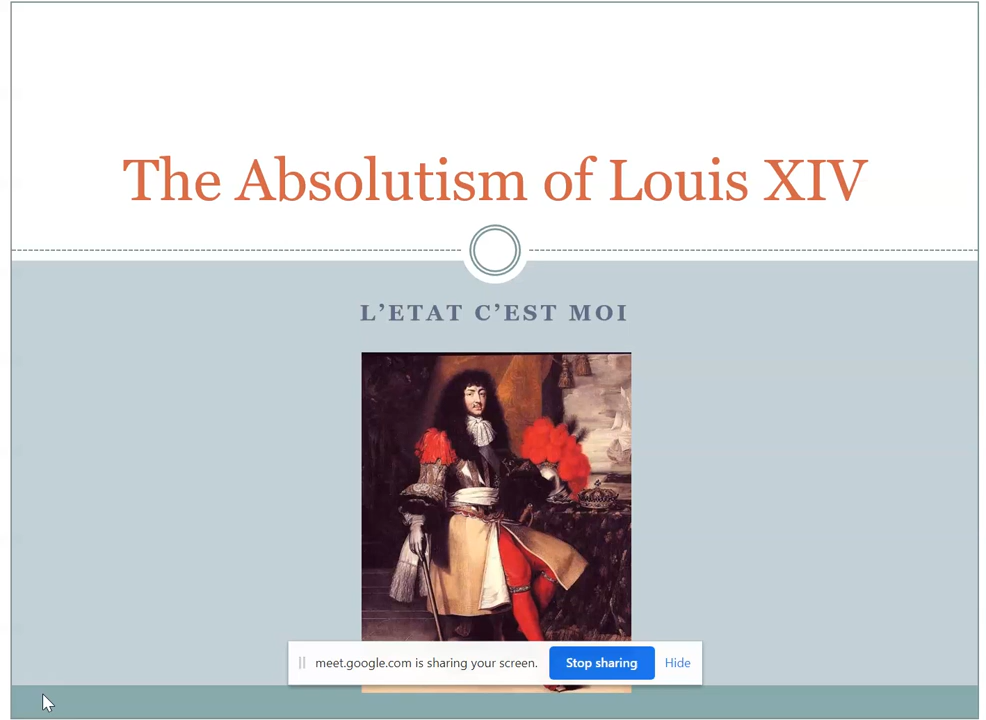 The Absolutism of Louis XIV
L’ETAT C’EST MOI
meet.google.com is sharing your screen. Stop sharing Hide